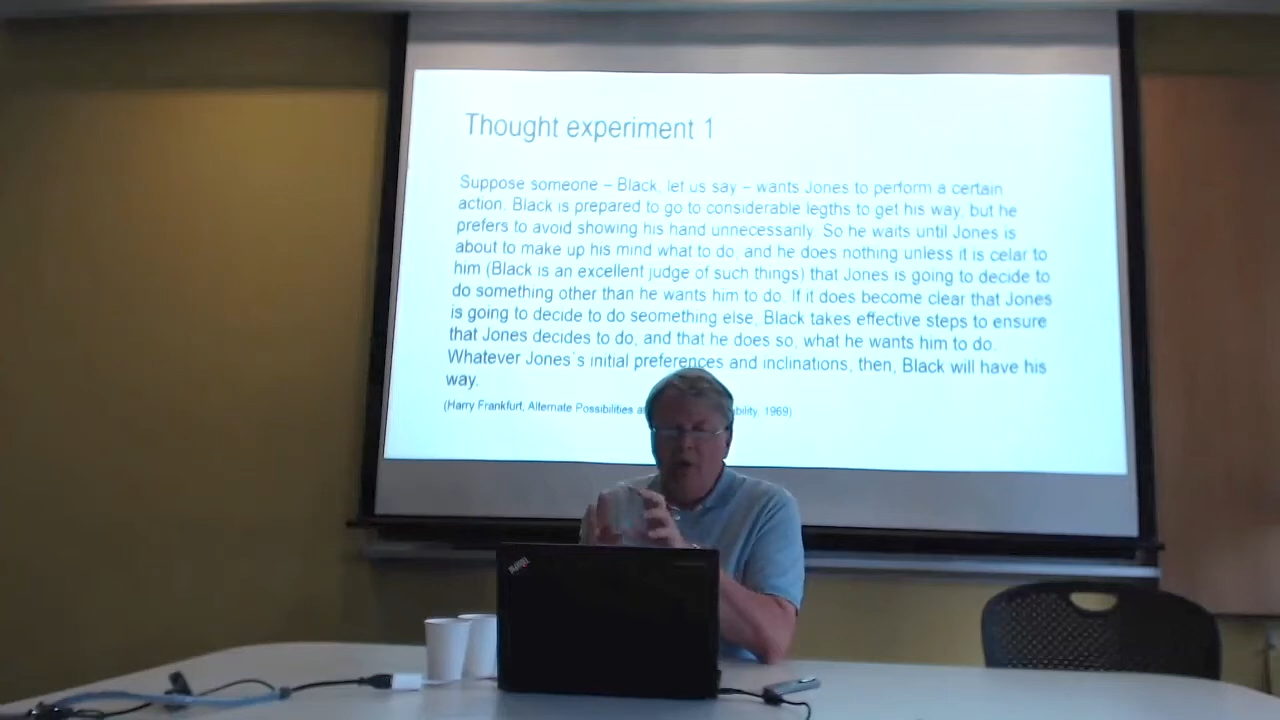 Thought experiment 1
Suppose someone – Black, let us say – wants Jones to perform a certain
action. Black is prepared to go to considerable legths to get his way, but he
prefers to avoid showing his hand unnecessarily. So he waits until Jones is
about to make up his mind what to do, and he does nothing unless it is celar to
him (Black is an excellent judge of such things) that Jones is going to decide to
do something other than he wants him to do. If it does become clear that Jones
is going to decide to do seomething else, Black takes effective steps to ensure
that Jones decides to do, and that he does so, what he wants him to do.
Whatever Jones´s initial preferences and inclinations, then, Black will have his
way.
(Harry Frankfurt, Alternate Possibilities a bility, 1969)
ThinkPad